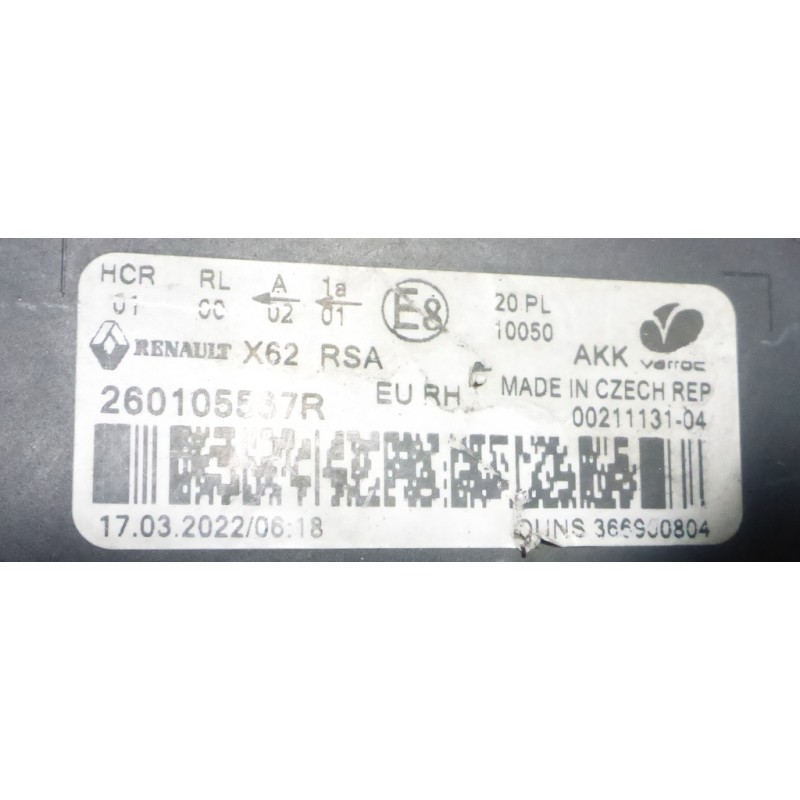 HCR RL A 1a E8 20 PL
01 00 02 01 10050
RENAULT X62 RSA AKK varroc
EU RH MADE IN CZECH REP
00211131-04
17.03.2022/06:18 DUNS 366900804